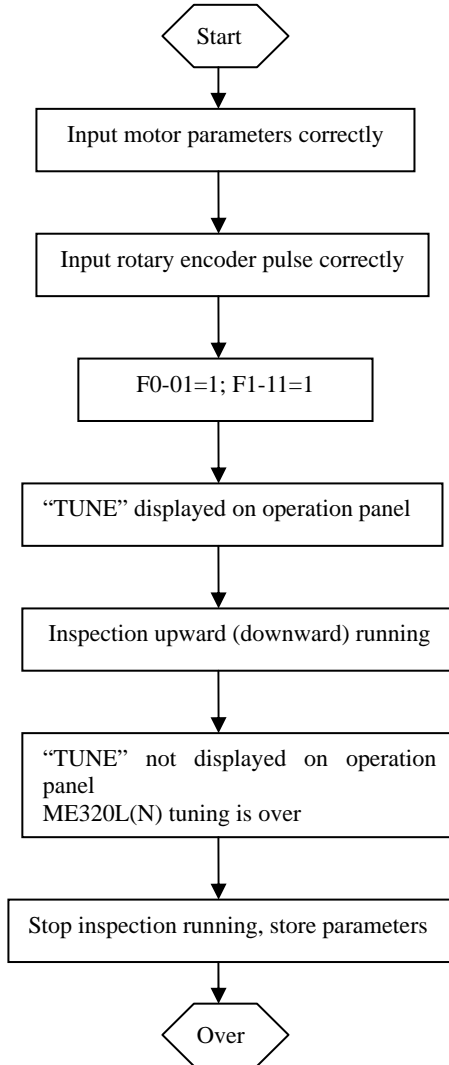 Start
Input motor parameters correctly
Input rotary encoder pulse correctly
F0-01=1; F1-11=1
“TUNE” displayed on operation panel
Inspection upward (downward) running
“TUNE” not displayed on operation
panel
ME320L(N) tuning is over
Stop inspection running, store parameters
Over